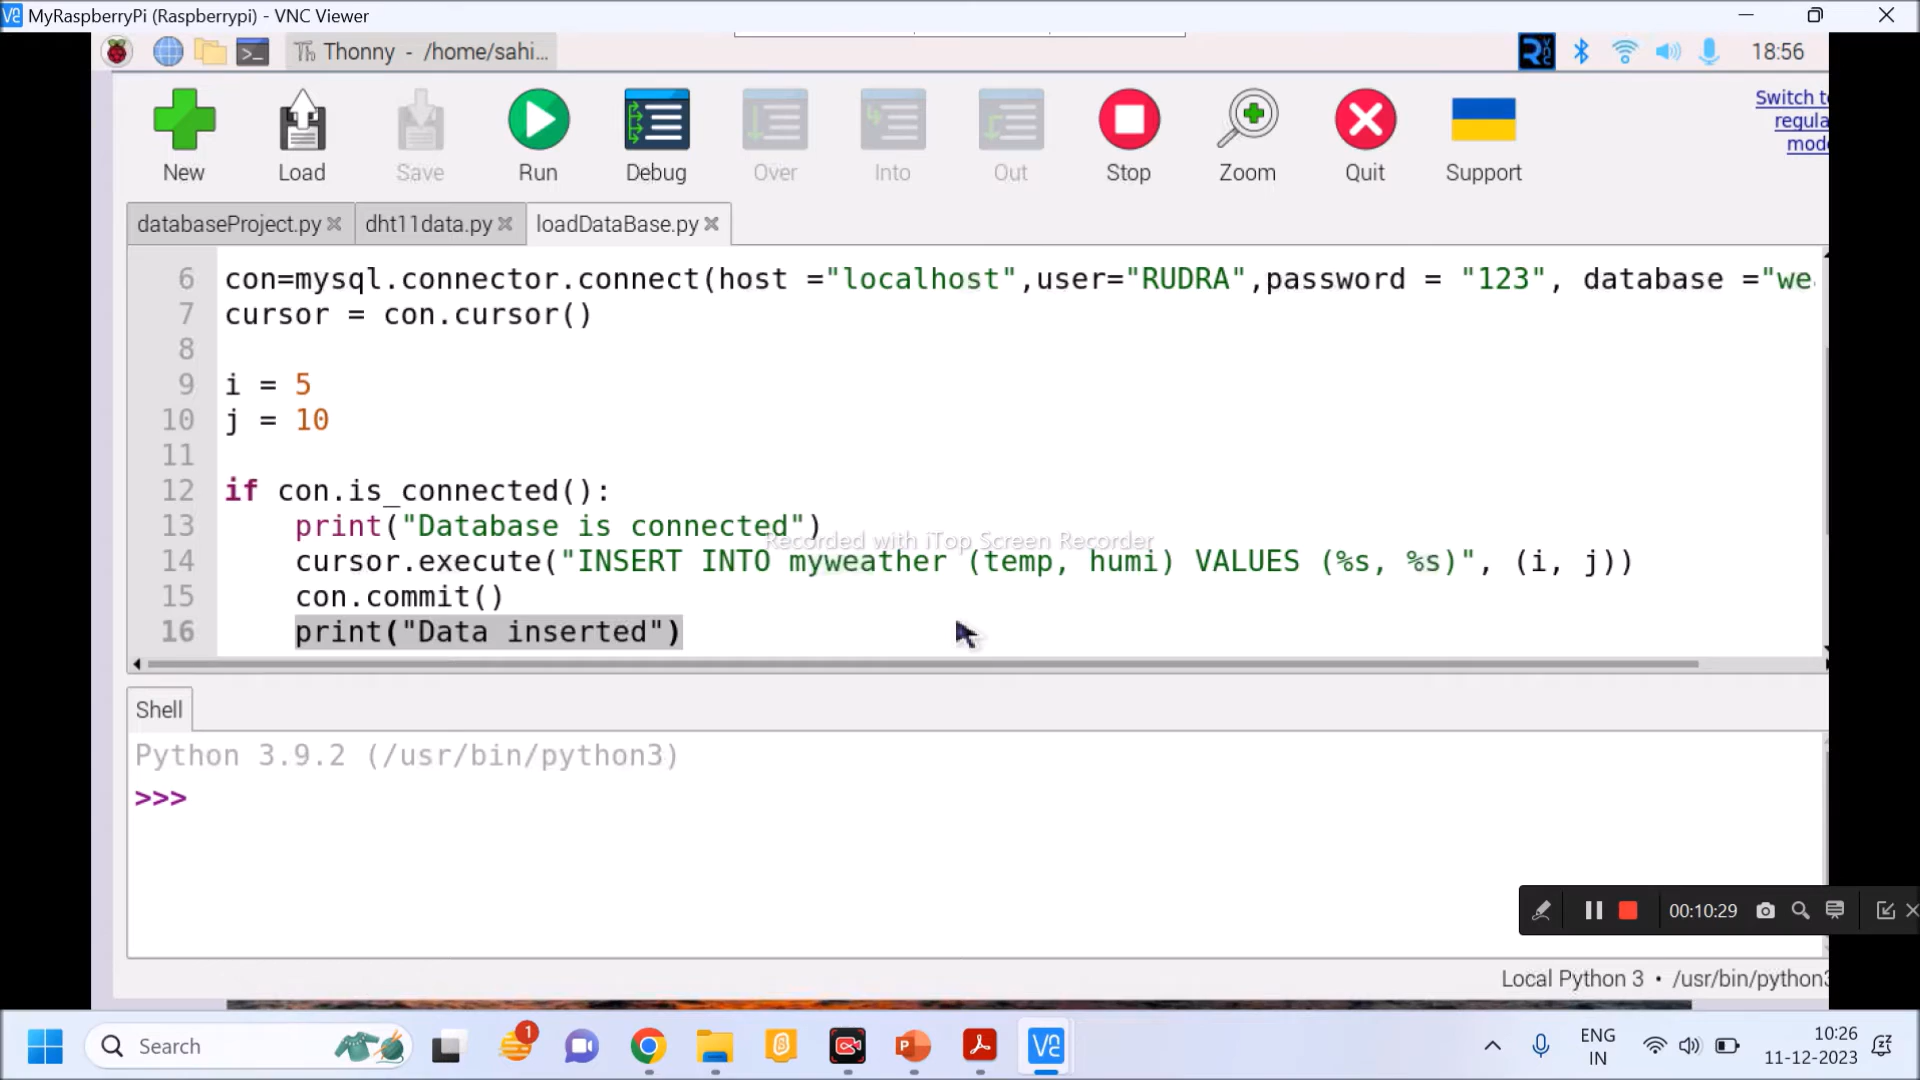 MyRaspberryPi (Raspberrypi) - VNC Viewer
Thonny - /home/sahi...
18:56
New
Load
Save
Run
Debug
Over
Into
Out
Stop
Zoom
Quit
Support
Switch t
regula
mod
databaseProject.py
dht11data.py
loadDataBase.py
6 con=mysql.connector.connect(host ="localhost",user="RUDRA",password = "123", database ="we
7 cursor = con.cursor()
8
9 i = 5
10 j = 10
11
12 if con.is_connected():
13 print("Database is connected")
Recorded with iTop Screen Recorder
14 cursor.execute("INSERT INTO myweather (temp, humi) VALUES (%s, %s)", (i, j))
15 con.commit()
16 print("Data inserted")
Shell
Python 3.9.2 (/usr/bin/python3)
>>>
00:10:29
Local Python 3 • /usr/bin/python3
Search
1
ENG
IN
10:26
11-12-2023